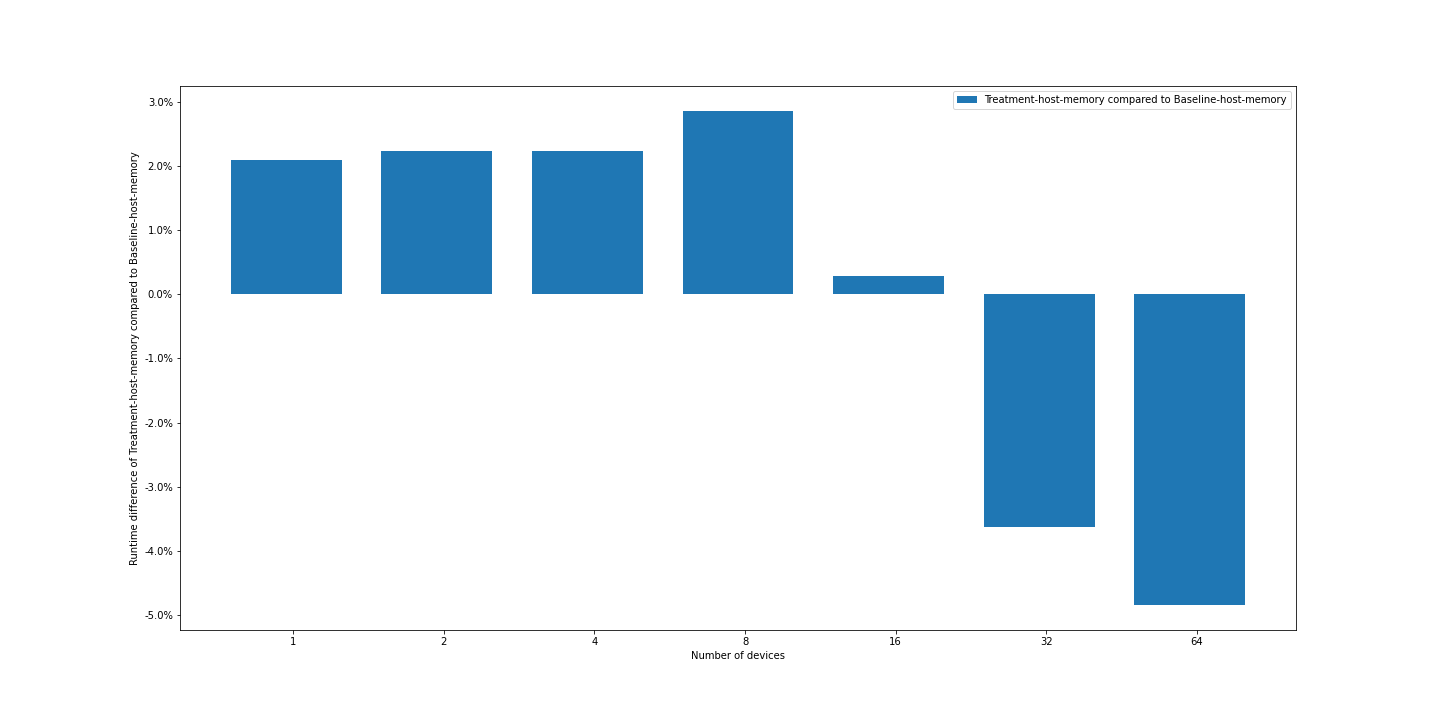 Treatment-host-memory compared to Baseline-host-memory
Runtime difference of Treatment-host-memory compared to Baseline-host-memory
3.0%
2.0%
1.0%
0.0%
-1.0%
-2.0%
-3.0%
-4.0%
-5.0%
1 2 4 8 16 32 64
Number of devices